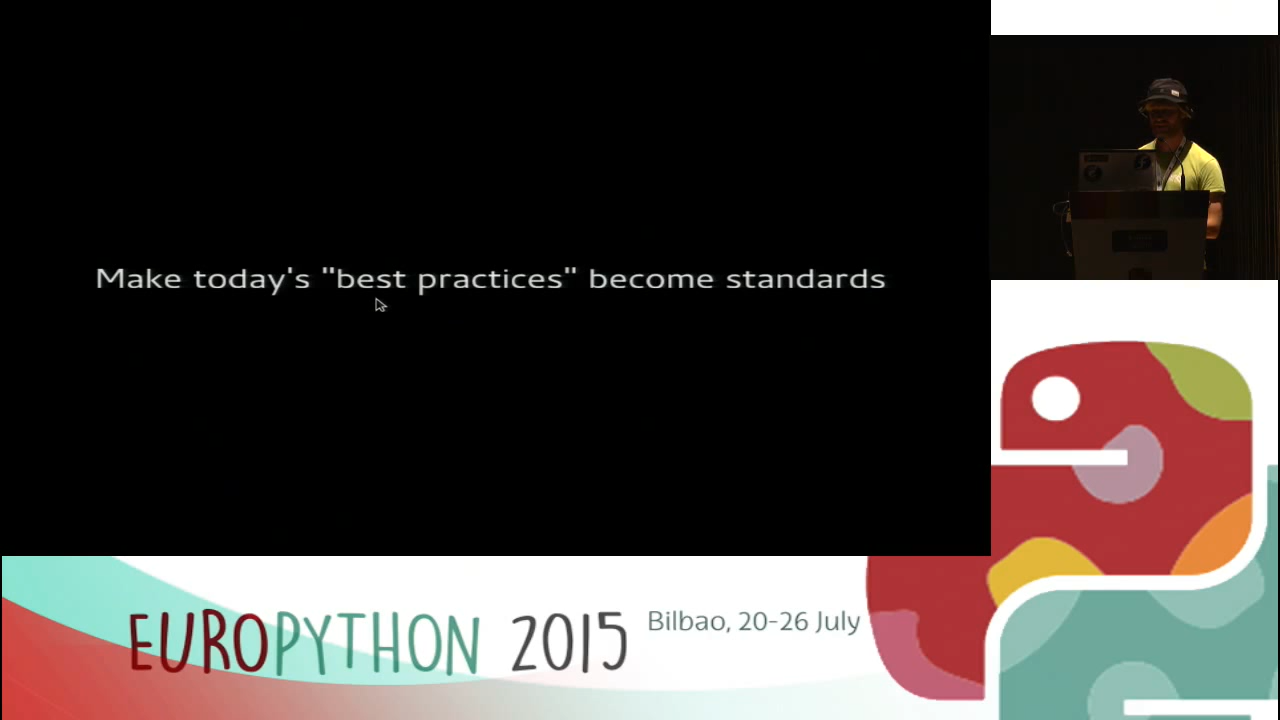 Make today's "best practices" become standards
EUROPYTHON 2015
Bilbao, 20-26 July